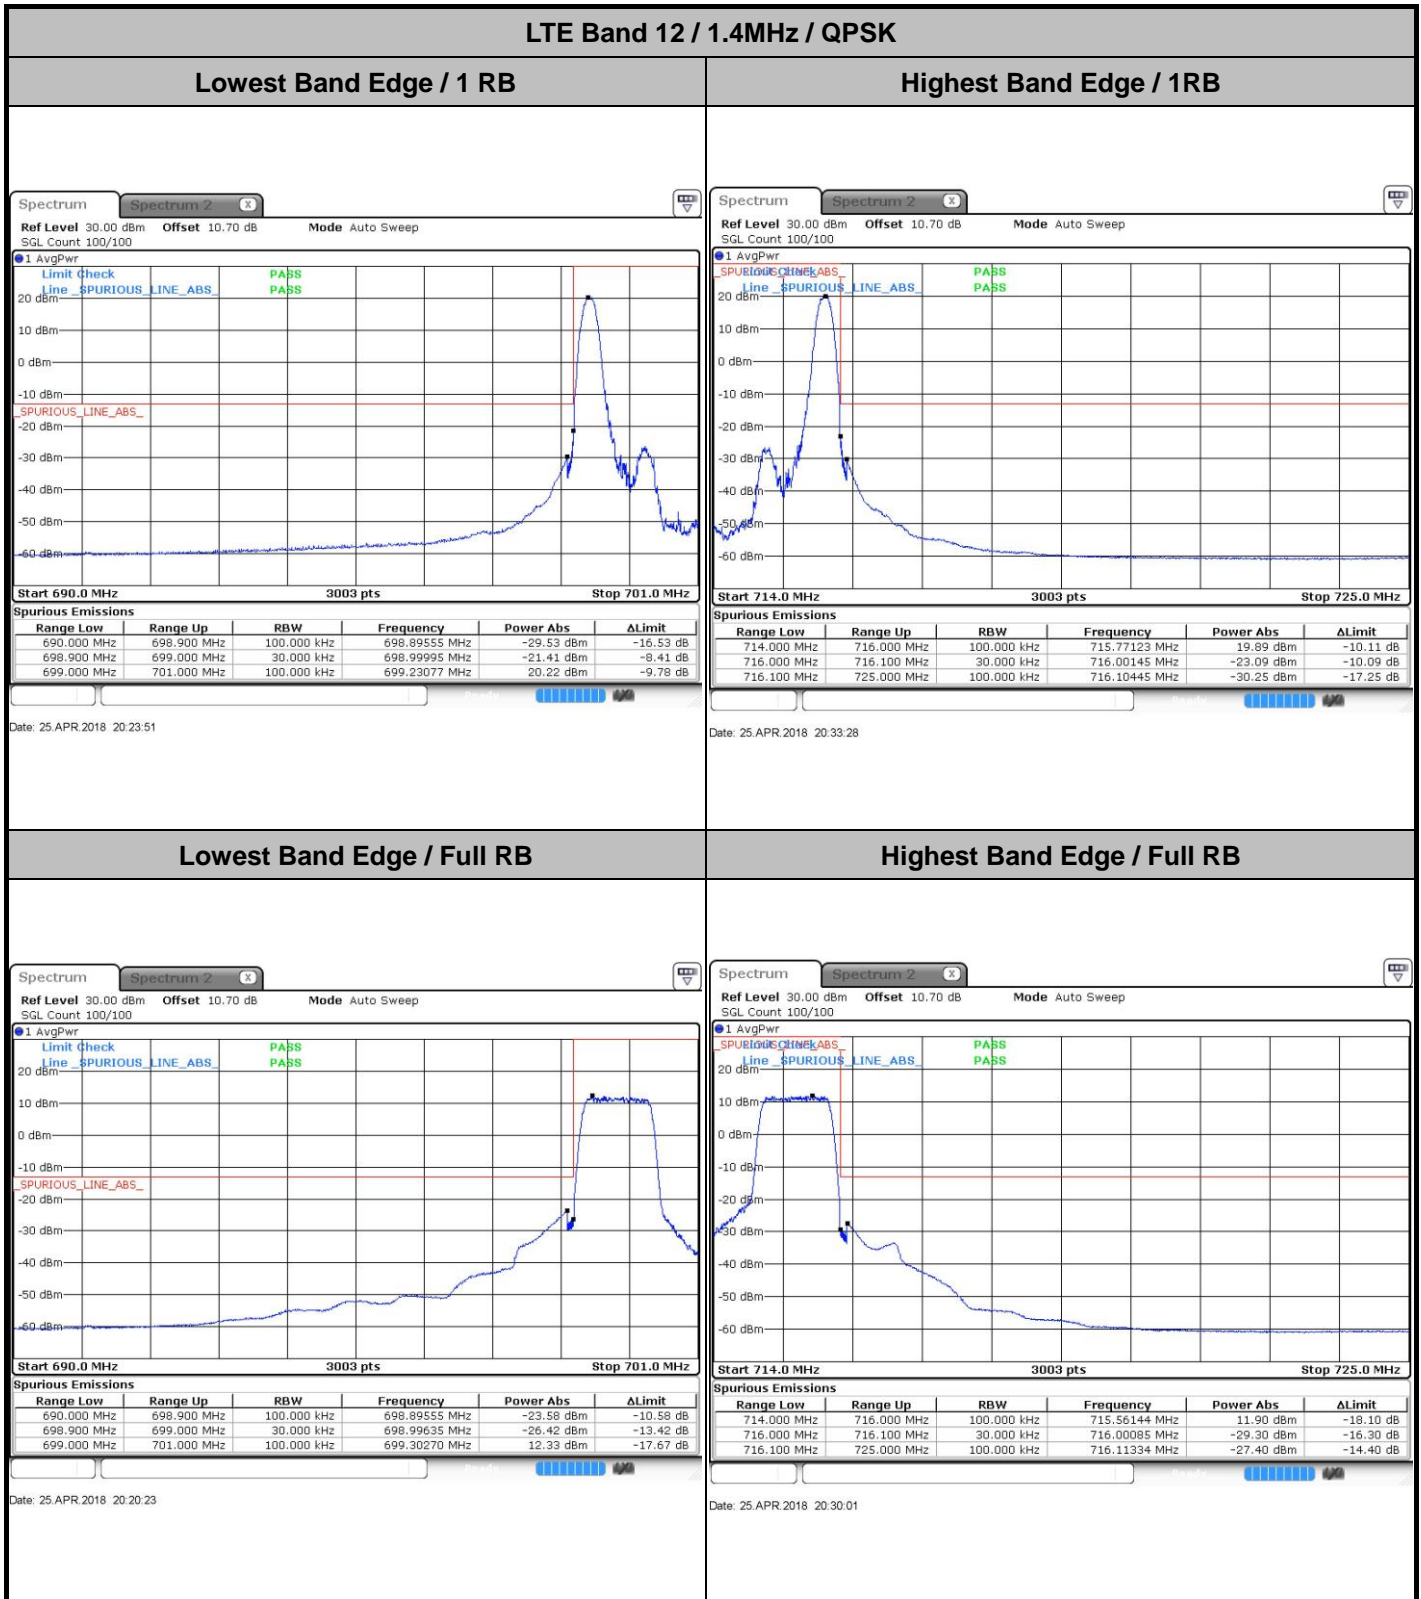 LTE Band 12 / 1.4MHz / QPSK
Lowest Band Edge / 1 RB
Highest Band Edge / 1RB
Spectrum
Spectrum 2
X
Ref Level 30.00 dBm Offset 10.70 dB Mode Auto Sweep
SGL Count 100/100
1 AvgPwr
Limit Check PASS
Line _SPURIOUS_LINE_ABS_ PASS
20 dBm
10 dBm
0 dBm
-10 dBm
_SPURIOUS_LINE_ABS_
-20 dBm
-30 dBm
-40 dBm
-50 dBm
-60 dBm
Start 690.0 MHz 3003 pts Stop 701.0 MHz
Spurious Emissions
Range Low Range Up RBW Frequency Power Abs ΔLimit
690.000 MHz 698.900 MHz 100.000 kHz 698.89555 MHz -29.53 dBm -16.53 dB
698.900 MHz 699.000 MHz 30.000 kHz 698.99995 MHz -21.41 dBm -8.41 dB
699.000 MHz 701.000 MHz 100.000 kHz 699.23077 MHz 20.22 dBm -9.78 dB
Date: 25.APR.2018 20:23:51
Spectrum
Spectrum 2
X
Ref Level 30.00 dBm Offset 10.70 dB Mode Auto Sweep
SGL Count 100/100
1 AvgPwr
_SPURIOUS_LINE_ABS_
Limit Check PASS
Line _SPURIOUS_LINE_ABS_ PASS
20 dBm
10 dBm
0 dBm
-10 dBm
-20 dBm
-30 dBm
-40 dBm
-50 dBm
-60 dBm
Start 714.0 MHz 3003 pts Stop 725.0 MHz
Spurious Emissions
Range Low Range Up RBW Frequency Power Abs ΔLimit
714.000 MHz 716.000 MHz 100.000 kHz 715.77123 MHz 19.89 dBm -10.11 dB
716.000 MHz 716.100 MHz 30.000 kHz 716.00145 MHz -23.09 dBm -10.09 dB
716.100 MHz 725.000 MHz 100.000 kHz 716.10445 MHz -30.25 dBm -17.25 dB
Date: 25.APR.2018 20:33:28
Lowest Band Edge / Full RB
Highest Band Edge / Full RB
Spectrum
Spectrum 2
X
Ref Level 30.00 dBm Offset 10.70 dB Mode Auto Sweep
SGL Count 100/100
1 AvgPwr
Limit Check PASS
Line _SPURIOUS_LINE_ABS_ PASS
20 dBm
10 dBm
0 dBm
-10 dBm
_SPURIOUS_LINE_ABS_
-20 dBm
-30 dBm
-40 dBm
-50 dBm
-60 dBm
Start 690.0 MHz 3003 pts Stop 701.0 MHz
Spurious Emissions
Range Low Range Up RBW Frequency Power Abs ΔLimit
690.000 MHz 698.900 MHz 100.000 kHz 698.89555 MHz -23.58 dBm -10.58 dB
698.900 MHz 699.000 MHz 30.000 kHz 698.99635 MHz -26.42 dBm -13.42 dB
699.000 MHz 701.000 MHz 100.000 kHz 699.30270 MHz 12.33 dBm -17.67 dB
Date: 25.APR.2018 20:20:23
Spectrum
Spectrum 2
X
Ref Level 30.00 dBm Offset 10.70 dB Mode Auto Sweep
SGL Count 100/100
1 AvgPwr
_SPURIOUS_LINE_ABS_
Limit Check PASS
Line _SPURIOUS_LINE_ABS_ PASS
20 dBm
10 dBm
0 dBm
-10 dBm
-20 dBm
-30 dBm
-40 dBm
-50 dBm
-60 dBm
Start 714.0 MHz 3003 pts Stop 725.0 MHz
Spurious Emissions
Range Low Range Up RBW Frequency Power Abs ΔLimit
714.000 MHz 716.000 MHz 100.000 kHz 715.56144 MHz 11.90 dBm -18.10 dB
716.000 MHz 716.100 MHz 30.000 kHz 716.00085 MHz -29.30 dBm -16.30 dB
716.100 MHz 725.000 MHz 100.000 kHz 716.11334 MHz -27.40 dBm -14.40 dB
Date: 25.APR.2018 20:30:01